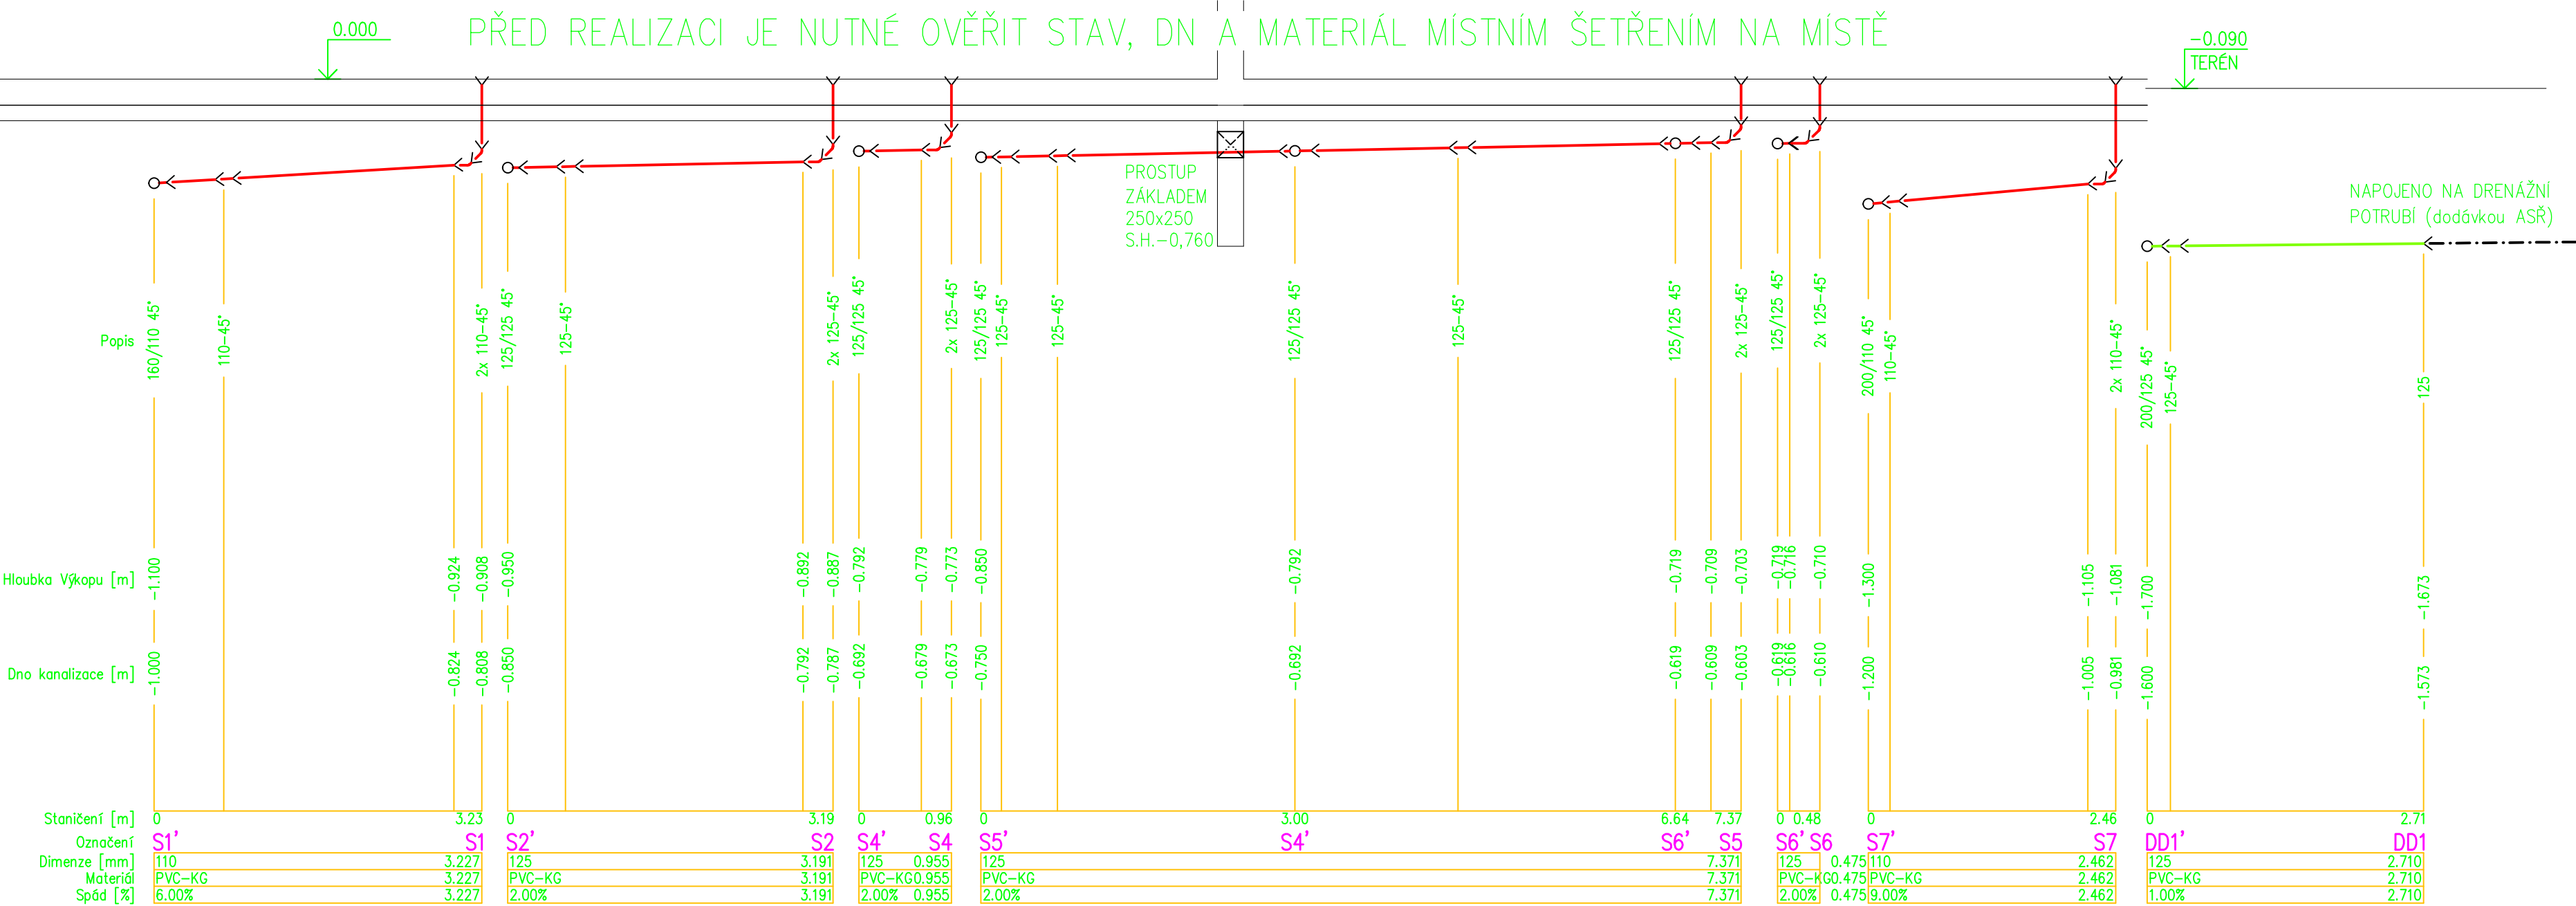 PŘED REALIZACI JE NUTNÉ OVĚŘIT STAV, DN A MATERIÁL MÍSTNÍM ŠETŘENÍM NA MÍSTĚ
0.000
-0.090
TERÉN
PROSTUP
ZÁKLADEM
250x250
S.H.-0,760
NAPOJENO NA DRENÁŽNÍ
POTRUBÍ (dodávkou ASŘ)
Popis
160/110 45°
110-45°
2x 110-45°
125/125 45°
125-45°
2x 125-45°
125/125 45°
2x 125-45°
125/125 45°
125-45°
125-45°
125/125 45°
125-45°
125/125 45°
2x 125-45°
125/125 45°
2x 125-45°
200/110 45°
110-45°
2x 110-45°
200/125 45°
125-45°
125
Hloubka Výkopu [m]
-1.100
-0.924
-0.908
-0.950
-0.892
-0.887
-0.792
-0.779
-0.773
-0.850
-0.792
-0.719
-0.709
-0.703
-0.719
-0.716
-0.710
-1.300
-1.105
-1.081
-1.700
-1.673
Dno kanalizace [m]
-1.000
-0.824
-0.808
-0.850
-0.792
-0.787
-0.692
-0.679
-0.673
-0.750
-0.692
-0.619
-0.609
-0.603
-0.619
-0.616
-0.610
-1.200
-1.005
-0.981
-1.600
-1.573
Staničení [m] 0 3.23 0 3.19 0 0.96 0 3.00 6.64 7.37 0 0.48 0 2.46 0 2.71
Označení S1' S1 S2' S2 S4' S4 S5' S4' S6' S5 S6' S6 S7' S7 DD1' DD1
Dimenze [mm] 110 3.227 125 3.191 125 0.955 125 7.371 125 0.475 110 2.462 125 2.710
Materiál PVC-KG 3.227 PVC-KG 3.191 PVC-KG 0.955 PVC-KG 7.371 PVC-KG 0.475 PVC-KG 2.462 PVC-KG 2.710
Spád [%] 6.00% 3.227 2.00% 3.191 2.00% 0.955 2.00% 7.371 2.00% 0.475 9.00% 2.462 1.00% 2.710